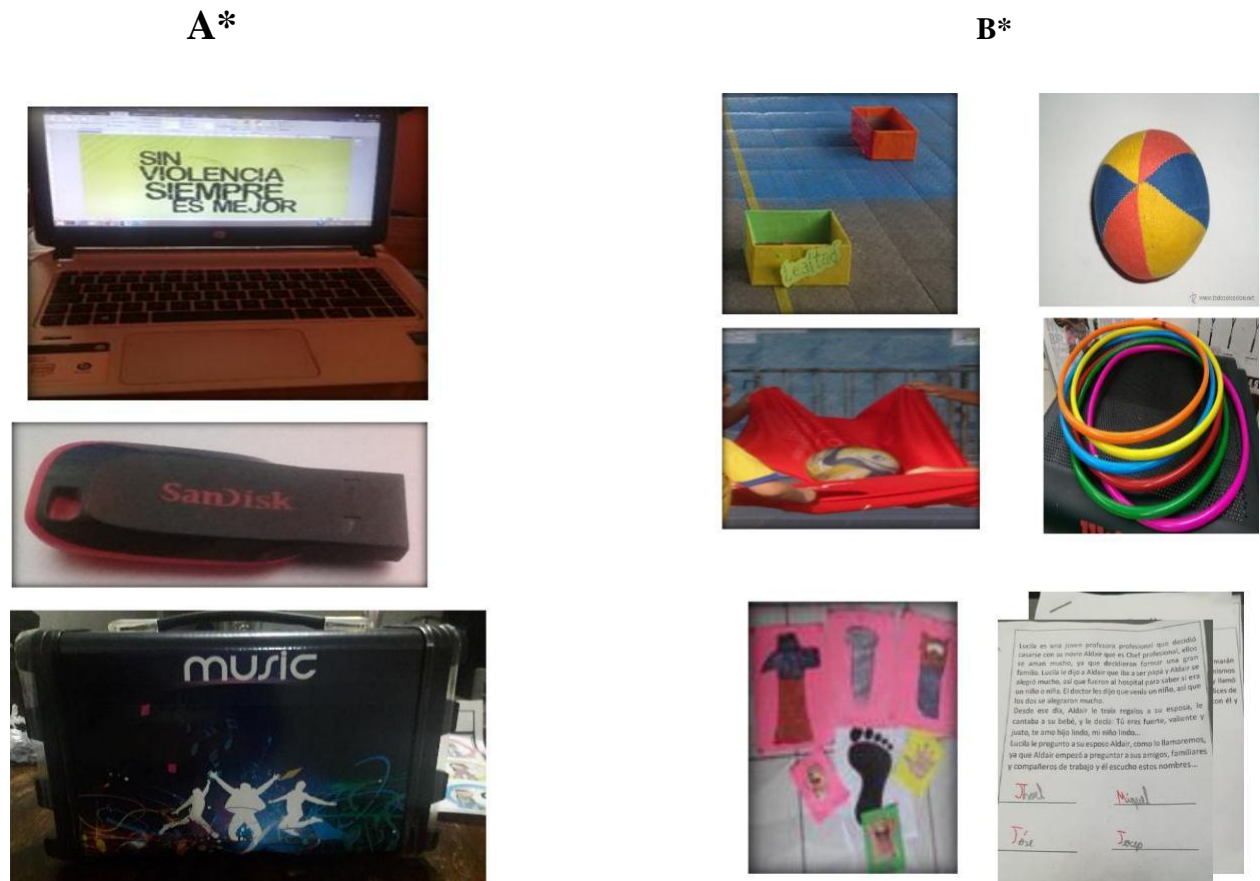 A*
B*
SIN
VIOLENCIA
SIEMPRE
ES MEJOR
SanDisk
music
Lealtad
Lucila es una joven profesora profesional que decidió
casarse con su novio Aldair que es Chef profesional, ellos
se aman mucho, ya que decidieron formar una gran
familia. Lucila le dijo a Aldair que iba a ser papá y Aldair se
alegró mucho, así que fueron al hospital para saber si era
un niño o niña. El doctor les dijo que venía un niño, así que
los dos se alegraron mucho.
Desde ese día, Aldair le traía regalos a su esposa, le
cantaba a su bebé, y le decía: Tú eres fuerte, valiente y
justo, te amo hijo lindo, mi niño lindo...
Lucila le pregunto a su esposo Aldair, como lo llamaremos,
ya que Aldair empezó a preguntar a sus amigos, familiares
y compañeros de trabajo y él escucho estos nombres...
Jhoel Miguel
Jose Josep